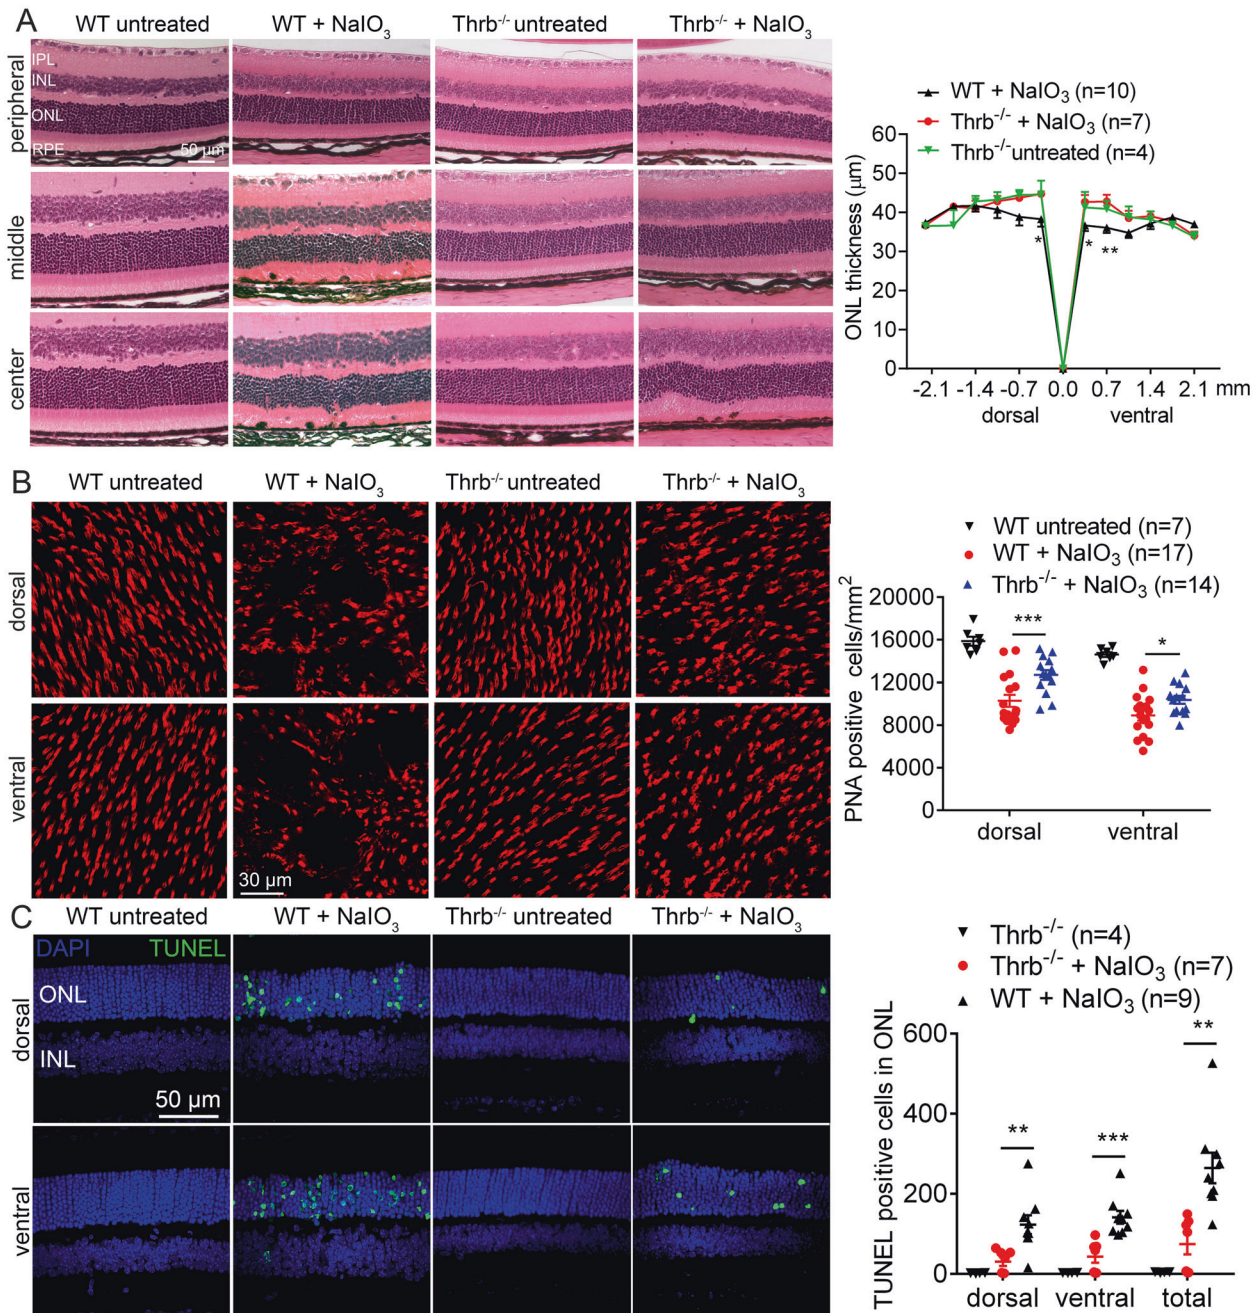 A
WT untreated
WT + NaIO₃
Thrb⁻/⁻ untreated
Thrb⁻/⁻ + NaIO₃
peripheral
IPL
INL
ONL
RPE
50 µm
middle
center
WT + NaIO₃ (n=10)
Thrb⁻/⁻ + NaIO₃ (n=7)
Thrb⁻/⁻untreated (n=4)
ONL thickness (µm)
60
50
40
30
20
10
0
*
*
**
-2.1 -1.4 -0.7 0.0 0.7 1.4 2.1 mm
dorsal ventral
B
WT untreated
WT + NaIO₃
Thrb⁻/⁻ untreated
Thrb⁻/⁻ + NaIO₃
dorsal
ventral
30 µm
WT untreated (n=7)
WT + NaIO₃ (n=17)
Thrb⁻/⁻ + NaIO₃ (n=14)
PNA positive cells/mm²
20000
16000
12000
8000
4000
0
***
*
dorsal ventral
C
WT untreated
WT + NaIO₃
Thrb⁻/⁻ untreated
Thrb⁻/⁻ + NaIO₃
DAPI TUNEL
dorsal
ONL
INL
50 µm
ventral
Thrb⁻/⁻ (n=4)
Thrb⁻/⁻ + NaIO₃ (n=7)
WT + NaIO₃ (n=9)
TUNEL positive cells in ONL
600
400
200
0
**
***
**
dorsal ventral total